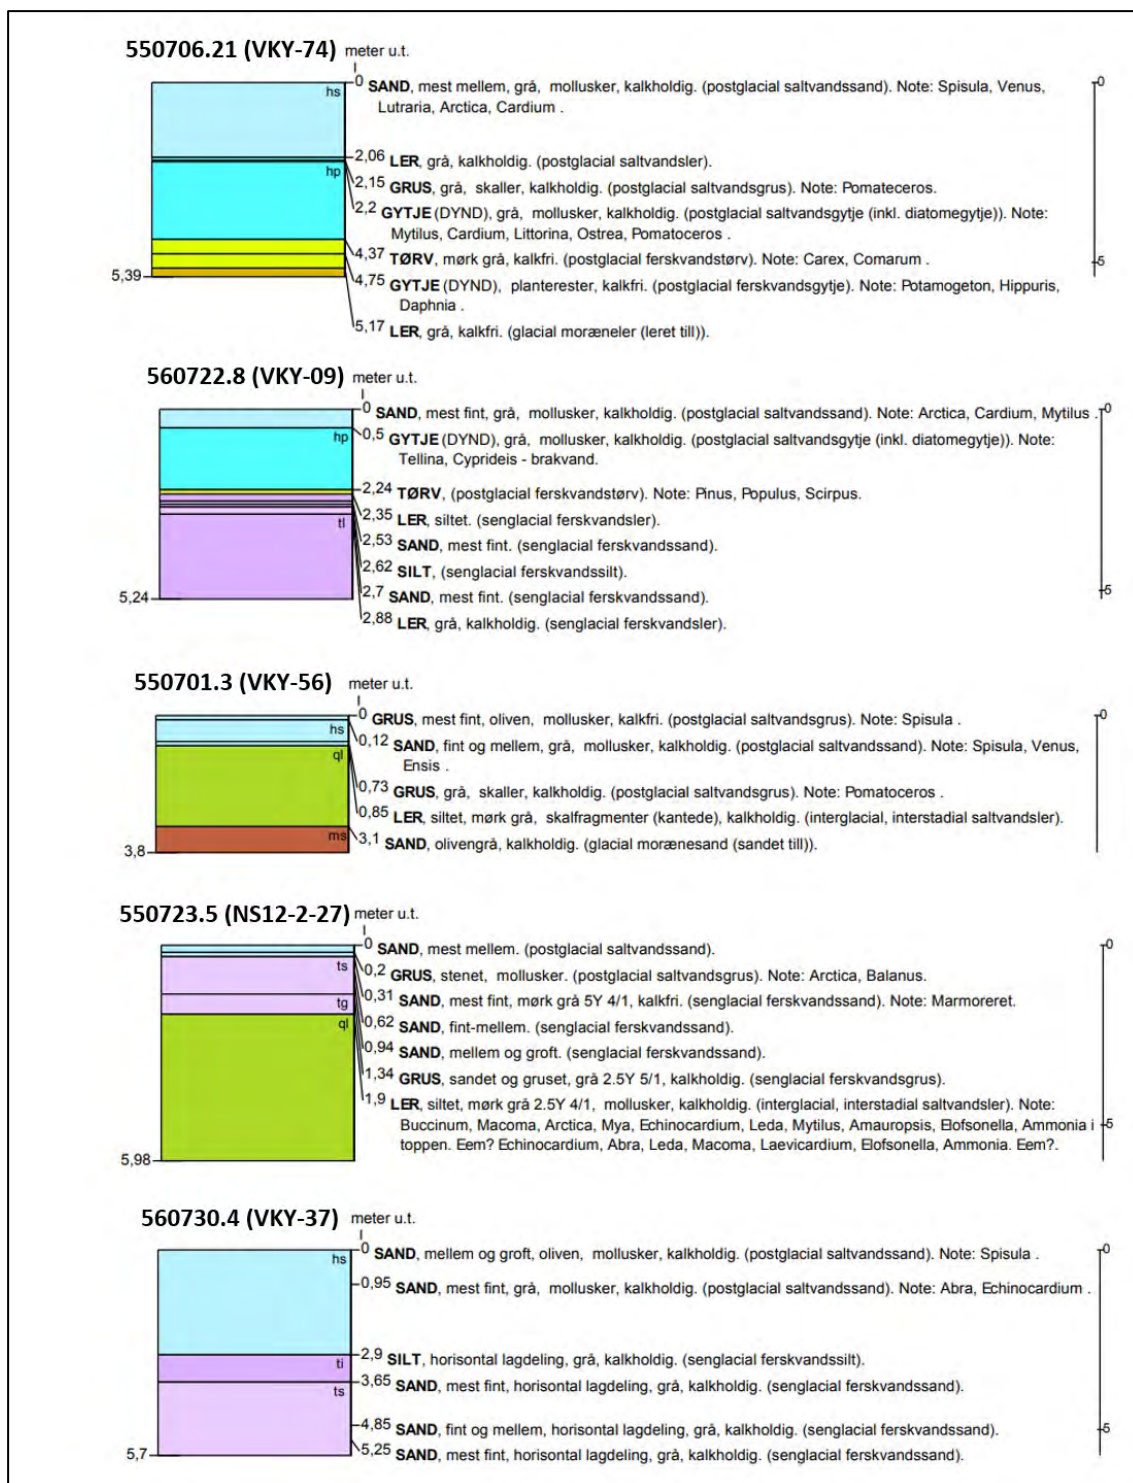 550706.21 (VKY-74) meter u.t.
0 SAND, mest mellem, grå, mollusker, kalkholdig. (postglacial saltvandssand). Note: Spisula, Venus,
Lutraria, Arctica, Cardium .
0
hs
2,06 LER, grå, kalkholdig. (postglacial saltvandsler).
hp
2,15 GRUS, grå, skaller, kalkholdig. (postglacial saltvandsgrus). Note: Pomateceros.
2,2 GYTJE (DYND), grå, mollusker, kalkholdig. (postglacial saltvandsgytje (inkl. diatomegytje)). Note:
Mytilus, Cardium, Littorina, Ostrea, Pomatoceros .
4,37 TØRV, mørk grå, kalkfri. (postglacial ferskvandstørv). Note: Carex, Comarum .
-5
5,39
4,75 GYTJE (DYND), planterester, kalkfri. (postglacial ferskvandsgytje). Note: Potamogeton, Hippuris,
Daphnia .
5,17 LER, grå, kalkfri. (glacial moræneler (leret till)).
560722.8 (VKY-09) meter u.t.
0 SAND, mest fint, grå, mollusker, kalkholdig. (postglacial saltvandssand). Note: Arctica, Cardium, Mytilus .
0
hp
0,5 GYTJE (DYND), grå, mollusker, kalkholdig. (postglacial saltvandsgytje (inkl. diatomegytje)). Note:
Tellina, Cyprideis - brakvand.
2,24 TØRV, (postglacial ferskvandstørv). Note: Pinus, Populus, Scirpus.
2,35 LER, siltet. (senglacial ferskvandsler).
tl
2,53 SAND, mest fint. (senglacial ferskvandssand).
2,62 SILT, (senglacial ferskvandssilt).
-5
5,24
2,7 SAND, mest fint. (senglacial ferskvandssand).
2,88 LER, grå, kalkholdig. (senglacial ferskvandsler).
550701.3 (VKY-56) meter u.t.
0 GRUS, mest fint, oliven, mollusker, kalkfri. (postglacial saltvandsgrus). Note: Spisula .
0
hs
0,12 SAND, fint og mellem, grå, mollusker, kalkholdig. (postglacial saltvandssand). Note: Spisula, Venus,
Ensis .
ql
0,73 GRUS, grå, skaller, kalkholdig. (postglacial saltvandsgrus). Note: Pomatoceros .
0,85 LER, siltet, mørk grå, skalfragmenter (kantede), kalkholdig. (interglacial, interstadial saltvandsler).
ms
3,1 SAND, olivengrå, kalkholdig. (glacial morænesand (sandet till)).
3,8
550723.5 (NS12-2-27) meter u.t.
0 SAND, mest mellem. (postglacial saltvandssand).
0
ts
0,2 GRUS, stenet, mollusker. (postglacial saltvandsgrus). Note: Arctica, Balanus.
0,31 SAND, mest fint, mørk grå 5Y 4/1, kalkfri. (senglacial ferskvandssand). Note: Marmoreret.
tg
0,62 SAND, fint-mellem. (senglacial ferskvandssand).
ql
0,94 SAND, mellem og groft. (senglacial ferskvandssand).
1,34 GRUS, sandet og gruset, grå 2.5Y 5/1, kalkholdig. (senglacial ferskvandsgrus).
1,9 LER, siltet, mørk grå 2.5Y 4/1, mollusker, kalkholdig. (interglacial, interstadial saltvandsler). Note:
Buccinum, Macoma, Arctica, Mya, Echinocardium, Leda, Mytilus, Amauropsis, Elofsonella, Ammonia i
-5
toppen. Eem? Echinocardium, Abra, Leda, Macoma, Laevicardium, Elofsonella, Ammonia. Eem?.
5,98
560730.4 (VKY-37) meter u.t.
0 SAND, mellem og groft, oliven, mollusker, kalkholdig. (postglacial saltvandssand). Note: Spisula .
0
hs
0,95 SAND, mest fint, grå, mollusker, kalkholdig. (postglacial saltvandssand). Note: Abra, Echinocardium .
2,9 SILT, horisontal lagdeling, grå, kalkholdig. (senglacial ferskvandssilt).
ti
3,65 SAND, mest fint, horisontal lagdeling, grå, kalkholdig. (senglacial ferskvandssand).
ts
4,85 SAND, fint og mellem, horisontal lagdeling, grå, kalkholdig. (senglacial ferskvandssand).
-5
5,25 SAND, mest fint, horisontal lagdeling, grå, kalkholdig. (senglacial ferskvandssand).
5,7